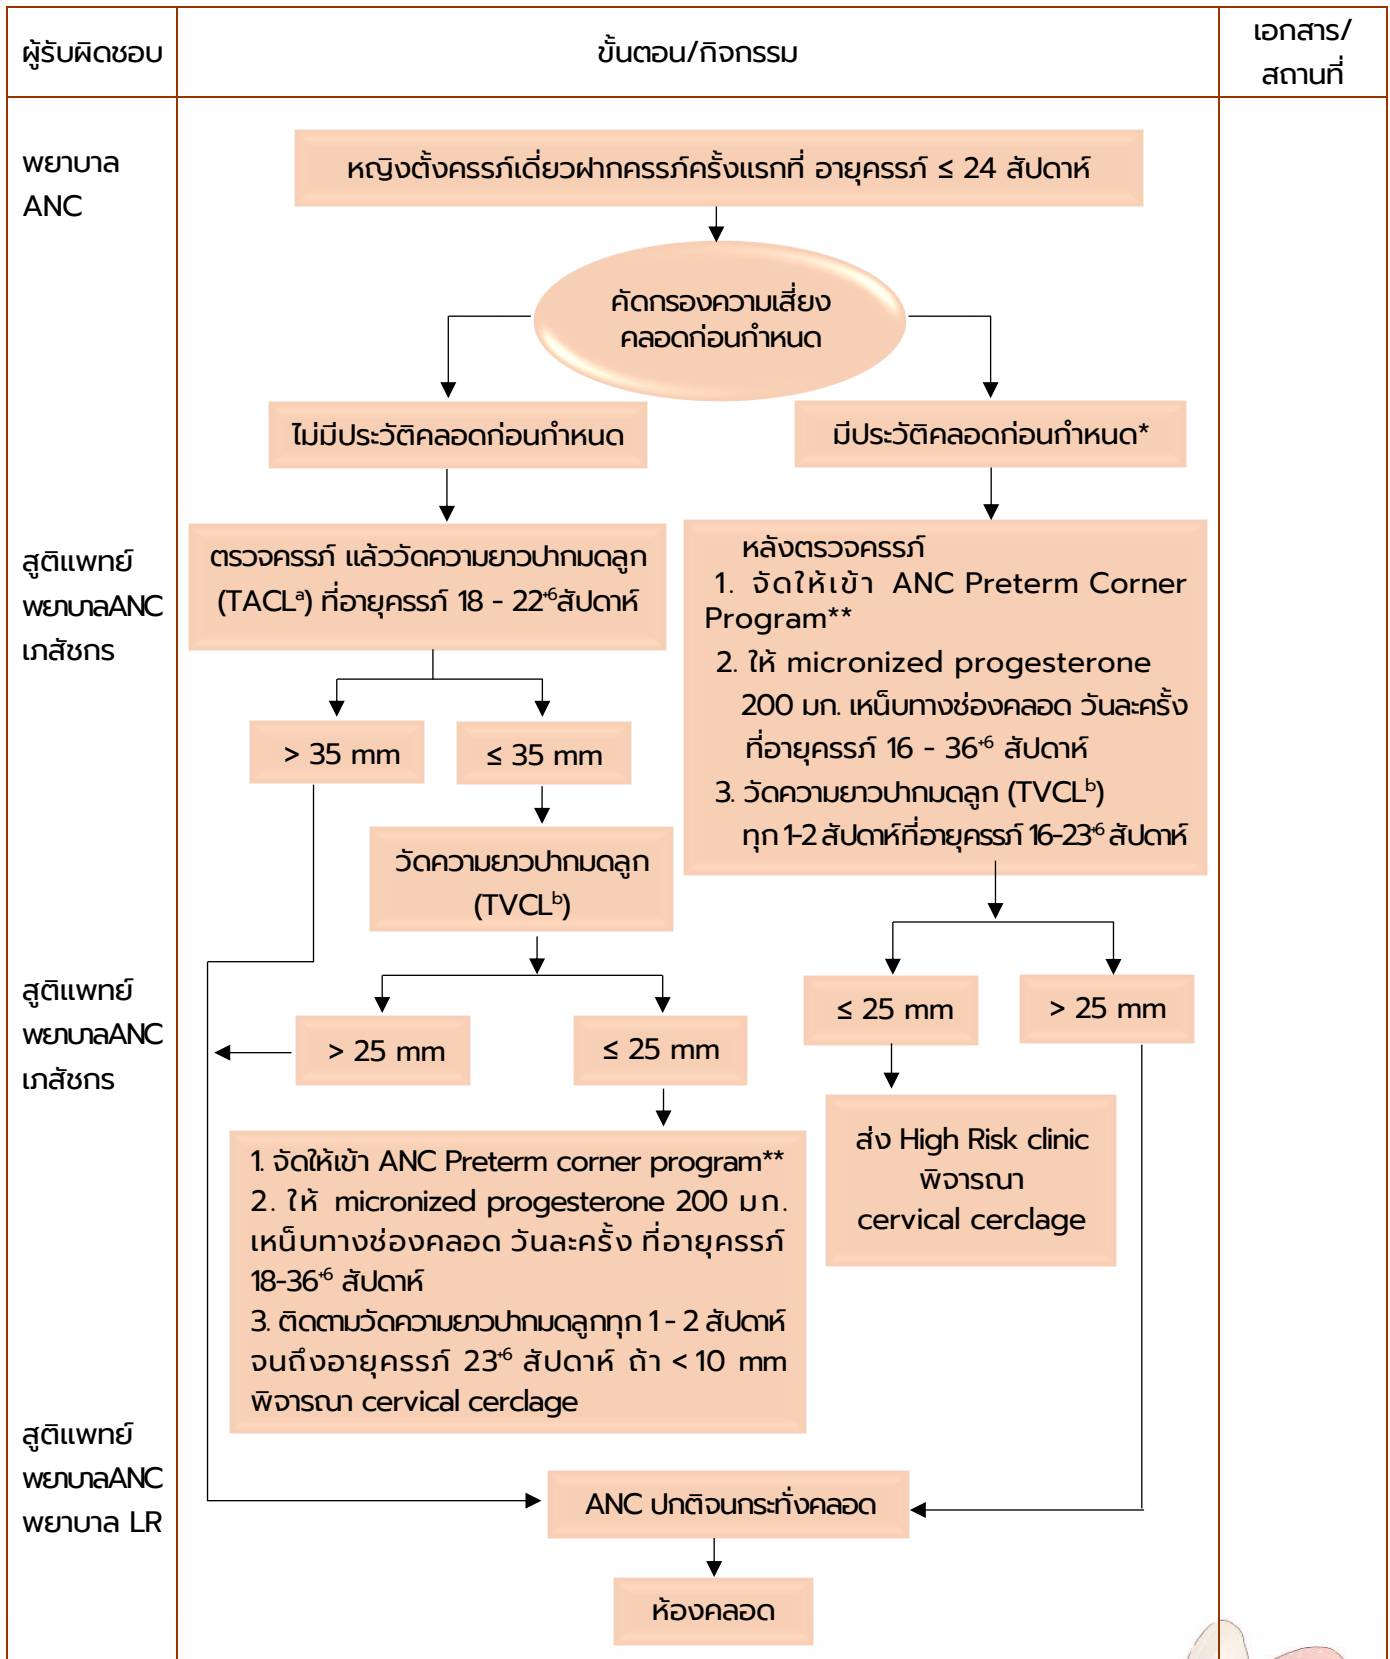 ผู้รับผิดชอบ
ขั้นตอน/กิจกรรม
เอกสาร/
สถานที่
พยาบาล
ANC
หญิงตั้งครรภ์เดี่ยวฝากครรภ์ครั้งแรกที่ อายุครรภ์ ≤ 24 สัปดาห์
คัดกรองความเสี่ยง
คลอดก่อนกำหนด
ไม่มีประวัติคลอดก่อนกำหนด
มีประวัติคลอดก่อนกำหนด*
สูติแพทย์
พยาบาลANC
เภสัชกร
ตรวจครรภ์ แล้ววัดความยาวปากมดลูก
(TACLᵃ) ที่อายุครรภ์ 18 - 22⁺⁶สัปดาห์
หลังตรวจครรภ์
1. จัดให้เข้า ANC Preterm Corner
Program**
2. ให้ micronized progesterone
200 มก. เหน็บทางช่องคลอด วันละครั้ง
ที่อายุครรภ์ 16 - 36⁺⁶ สัปดาห์
3. วัดความยาวปากมดลูก (TVCLᵇ)
ทุก 1-2 สัปดาห์ที่อายุครรภ์ 16-23⁺⁶ สัปดาห์
> 35 mm
≤ 35 mm
วัดความยาวปากมดลูก
(TVCLᵇ)
สูติแพทย์
พยาบาลANC
เภสัชกร
> 25 mm
≤ 25 mm
≤ 25 mm
> 25 mm
1. จัดให้เข้า ANC Preterm corner program**
2. ให้ micronized progesterone 200 มก.
เหน็บทางช่องคลอด วันละครั้ง ที่อายุครรภ์
18-36⁺⁶ สัปดาห์
3. ติดตามวัดความยาวปากมดลูกทุก 1 - 2 สัปดาห์
จนถึงอายุครรภ์ 23⁺⁶ สัปดาห์ ถ้า < 10 mm
พิจารณา cervical cerclage
ส่ง High Risk clinic
พิจารณา
cervical cerclage
สูติแพทย์
พยาบาลANC
พยาบาล LR
ANC ปกติจนกระทั่งคลอด
ห้องคลอด